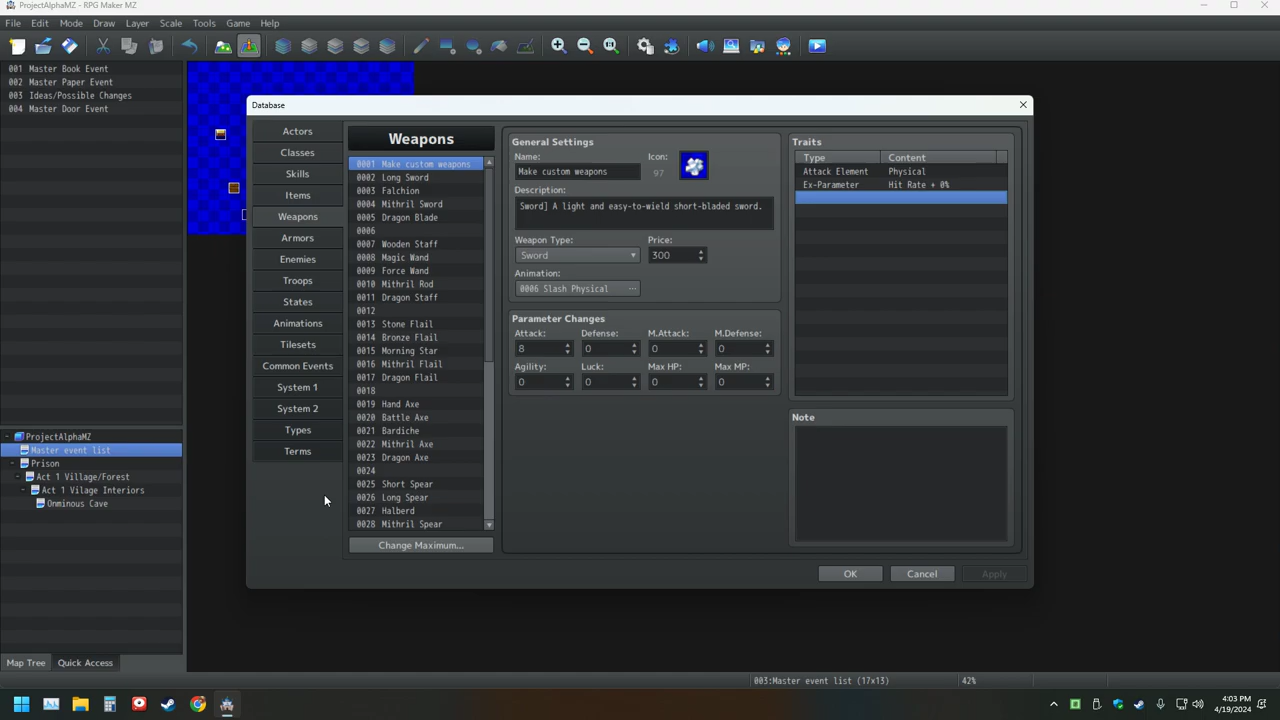 ProjectAlphaMZ - RPG Maker MZ
File Edit Mode Draw Layer Scale Tools Game Help
001 Master Book Event
002 Master Paper Event
003 Ideas/Possible Changes
004 Master Door Event
Database
Actors
Classes
Skills
Items
Weapons
Armors
Enemies
Troops
States
Animations
Tilesets
Common Events
System 1
System 2
Types
Terms
Weapons
0001 Make custom weapons
0002 Long Sword
0003 Falchion
0004 Mithril Sword
0005 Dragon Blade
0006
0007 Wooden Staff
0008 Magic Wand
0009 Force Wand
0010 Mithril Rod
0011 Dragon Staff
0012
0013 Stone Flail
0014 Bronze Flail
0015 Morning Star
0016 Mithril Flail
0017 Dragon Flail
0018
0019 Hand Axe
0020 Battle Axe
0021 Bardiche
0022 Mithril Axe
0023 Dragon Axe
0024
0025 Short Spear
0026 Long Spear
0027 Halberd
0028 Mithril Spear
Change Maximum...
General Settings
Name: Icon:
Make custom weapons 97
Description:
Sword] A light and easy-to-wield short-bladed sword.
Weapon Type: Price:
Sword 300
Animation:
0006 Slash Physical ...
Parameter Changes
Attack: Defense: M.Attack: M.Defense:
8 0 0 0
Agility: Luck: Max HP: Max MP:
0 0 0 0
Traits
Type Content
Attack Element Physical
Ex-Parameter Hit Rate + 0%
Note
OK Cancel Apply
ProjectAlphaMZ
Master event list
Prison
Act 1 Village/Forest
Act 1 Vilage Interiors
Onminous Cave
Map Tree Quick Access
003:Master event list (17x13) 42%
4:03 PM
4/19/2024